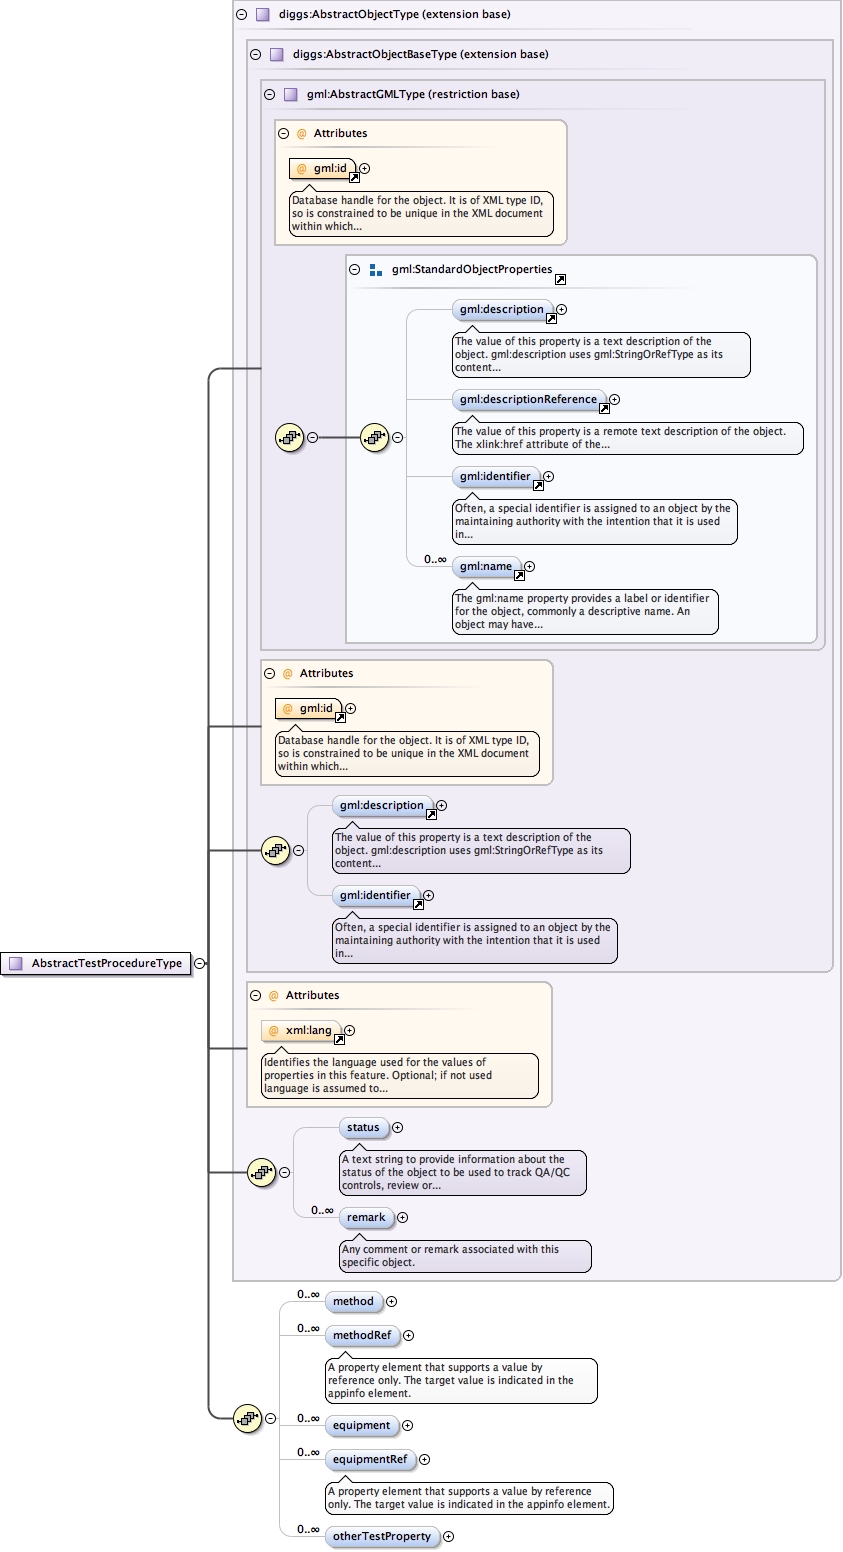 diggs:AbstractObjectType (extension base)
diggs:AbstractObjectBaseType (extension base)
gml:AbstractGMLType (restriction base)
@ Attributes
@ gml:id
Database handle for the object. It is of XML type ID,
so is constrained to be unique in the XML document
within which...
gml:StandardObjectProperties
gml:description
The value of this property is a text description of the
object. gml:description uses gml:StringOrRefType as its
content...
gml:descriptionReference
The value of this property is a remote text description of the object.
The xlink:href attribute of the...
gml:identifier
Often, a special identifier is assigned to an object by the
maintaining authority with the intention that it is used
in...
0..∞
gml:name
The gml:name property provides a label or identifier
for the object, commonly a descriptive name. An
object may have...
@ Attributes
@ gml:id
Database handle for the object. It is of XML type ID,
so is constrained to be unique in the XML document
within which...
gml:description
The value of this property is a text description of the
object. gml:description uses gml:StringOrRefType as its
content...
gml:identifier
Often, a special identifier is assigned to an object by the
maintaining authority with the intention that it is used
in...
AbstractTestProcedureType
@ Attributes
@ xml:lang
Identifies the language used for the values of
properties in this feature. Optional; if not used
language is assumed to...
status
A text string to provide information about the
status of the object to be used to track QA/QC
controls, review or...
0..∞
remark
Any comment or remark associated with this
specific object.
0..∞
method
0..∞
methodRef
A property element that supports a value by
reference only. The target value is indicated in the
appinfo element.
0..∞
equipment
0..∞
equipmentRef
A property element that supports a value by reference
only. The target value is indicated in the appinfo element.
0..∞
otherTestProperty